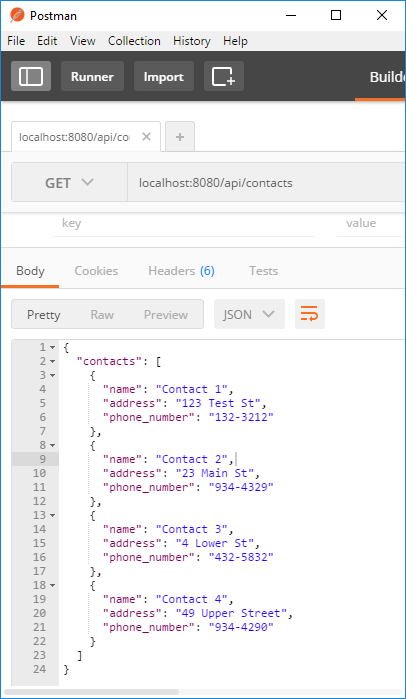 Postman
File Edit View Collection History Help
Runner Import Builde
localhost:8080/api/co
GET localhost:8080/api/contacts
key value
Body Cookies Headers (6) Tests
Pretty Raw Preview JSON
1 {
2 "contacts": [
3 {
4 "name": "Contact 1",
5 "address": "123 Test St",
6 "phone_number": "132-3212"
7 },
8 {
9 "name": "Contact 2",
10 "address": "23 Main St",
11 "phone_number": "934-4329"
12 },
13 {
14 "name": "Contact 3",
15 "address": "4 Lower St",
16 "phone_number": "432-5832"
17 },
18 {
19 "name": "Contact 4",
20 "address": "49 Upper Street",
21 "phone_number": "934-4290"
22 }
23 ]
24 }